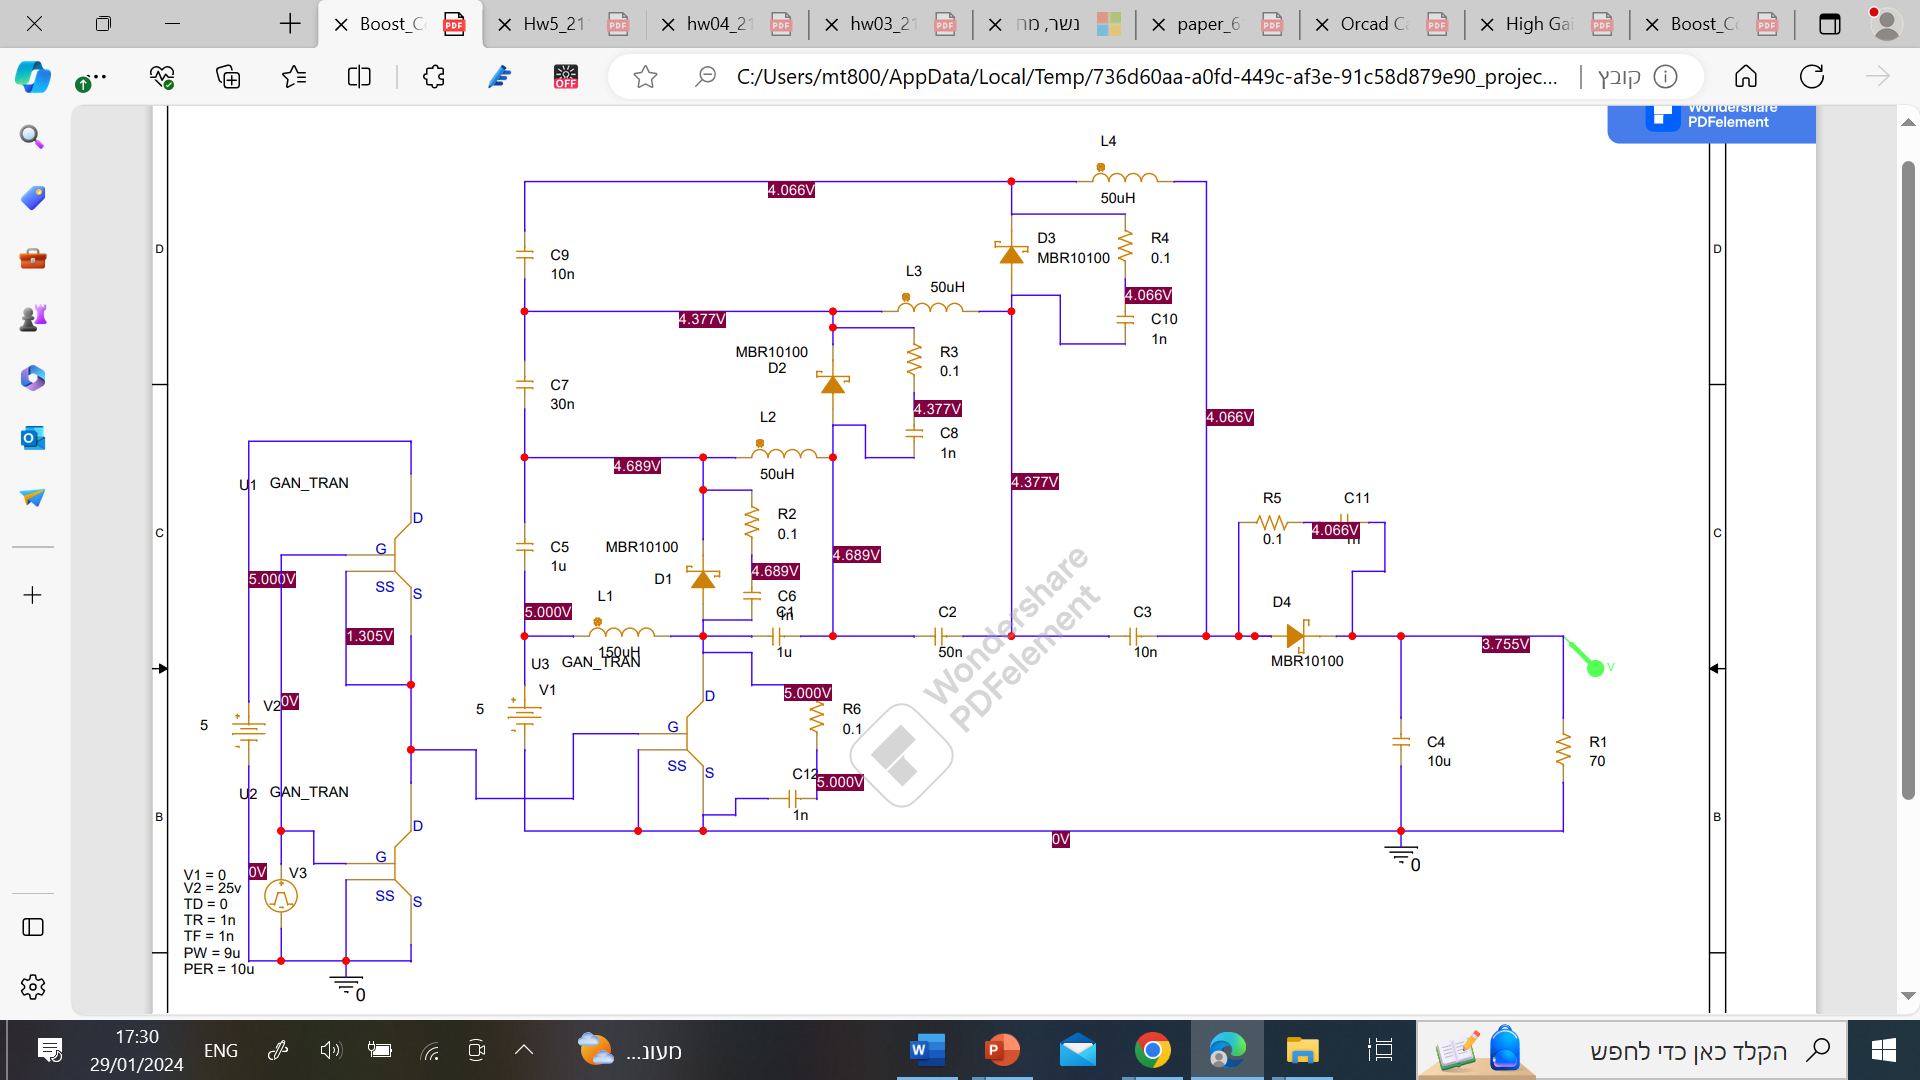 Boost_C
Hw5_21
hw04_2
hw03_2
נשר, מח
paper_6
Orcad C
High Gai
Boost_C
C:/Users/mt800/AppData/Local/Temp/736d60aa-a0fd-449c-af3e-91c58d879e90_projec...
קובץ
OFF
Wondershare
PDFelement
L4
4.066V
50uH
D
D
C9
10n
D3
MBR10100
R4
0.1
L3
50uH
4.066V
4.377V
C10
1n
MBR10100
D2
R3
0.1
C7
30n
4.377V
L2
4.066V
C8
1n
4.689V
50uH
U1 GAN_TRAN
4.377V
R5
C11
0.1
4.066V
D
R2
0.1
C
C
C5
1u
MBR10100
G
4.689V
D1
4.689V
5.000V
SS
S
L1
C6
1n
5.000V
C1
C2
C3
D4
1.305V
150uH
1u
50n
10n
3.755V
V
U3 GAN_TRAN
MBR10100
V1
D
5.000V
V2
0V
5
5
G
R6
0.1
C4
10u
R1
70
SS
S
C12
5.000V
1n
U2 GAN_TRAN
B
B
D
0V
G
0
V1 = 0
V2 = 25v
TD = 0
TR = 1n
TF = 1n
PW = 9u
PER = 10u
0V
V3
SS
S
0
Wondershare
PDFelement
17:30
29/01/2024
ENG
מעונ...
הקלד כאן כדי לחפש